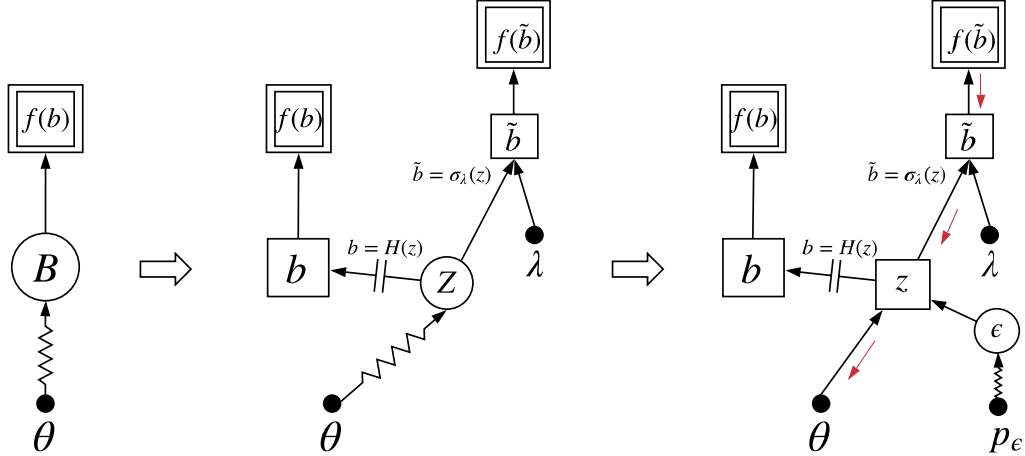 f(b)
B
θ
f(b)
f(b̃)
b̃
b̃ = σ_λ(z)
b = H(z)
b
Z
λ
θ
f(b)
f(b̃)
b̃
b̃ = σ_λ(z)
b = H(z)
b
z
λ
ϵ
θ
p_ϵ